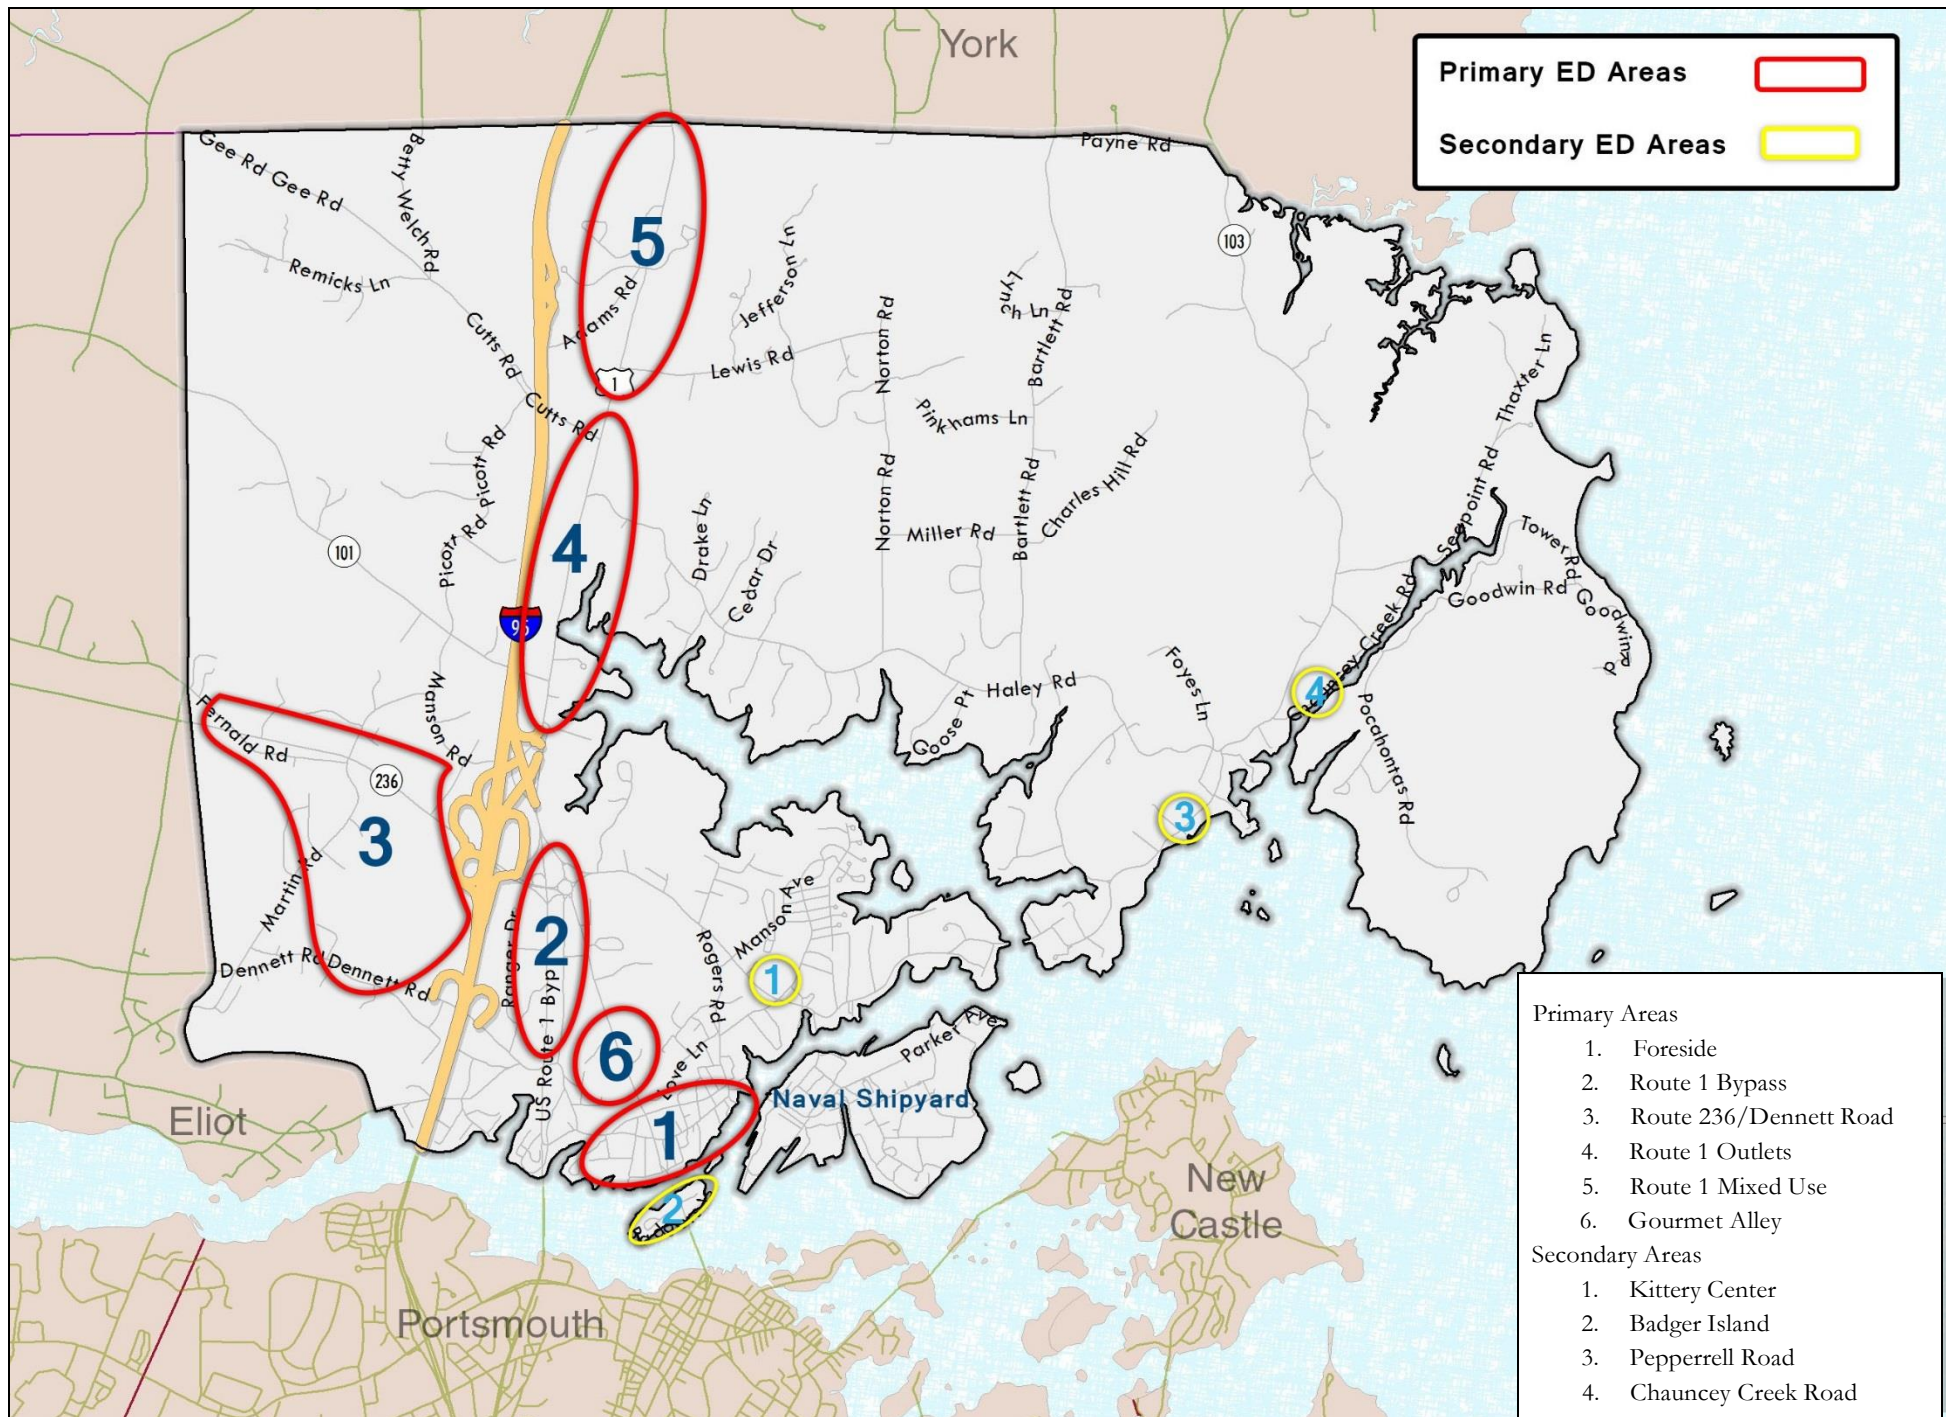 York
Primary ED Areas
Secondary ED Areas
Gee Rd Gee Rd
Betty Welch Rd
Payne Rd
103
5
Remicks Ln
Jefferson Ln
Adams Rd
Lynch Ln
Bartlett Rd
Cutts Rd
Norton Rd
Lewis Rd
Thaxter Ln
1
Cutts Rd
Pinkhams Ln
Picott Rd
Picott Rd
Norton Rd
Bartlett Rd
Charles Hill Rd
Seapoint Rd
101
4
Drake Ln
Miller Rd
Tower Rd
Cedar Dr
Goodwin Rd
Goodwin Rd
95
Chauncey Creek Rd
Manson Rd
Haley Rd
Foyes Ln
4
Goose Pt
Pocahontas Rd
Fernald Rd
236
3
3
Martin Rd
Manson Ave
2
Ranger Dr
Rogers Rd
1
Dennett Rd Dennett Rd
US Route 1 Byp
6
Love Ln
Parker Ave
Naval Shipyard
1
Eliot
2
New
Castle
Portsmouth
Primary Areas
1. Foreside
2. Route 1 Bypass
3. Route 236/Dennett Road
4. Route 1 Outlets
5. Route 1 Mixed Use
6. Gourmet Alley
Secondary Areas
1. Kittery Center
2. Badger Island
3. Pepperrell Road
4. Chauncey Creek Road